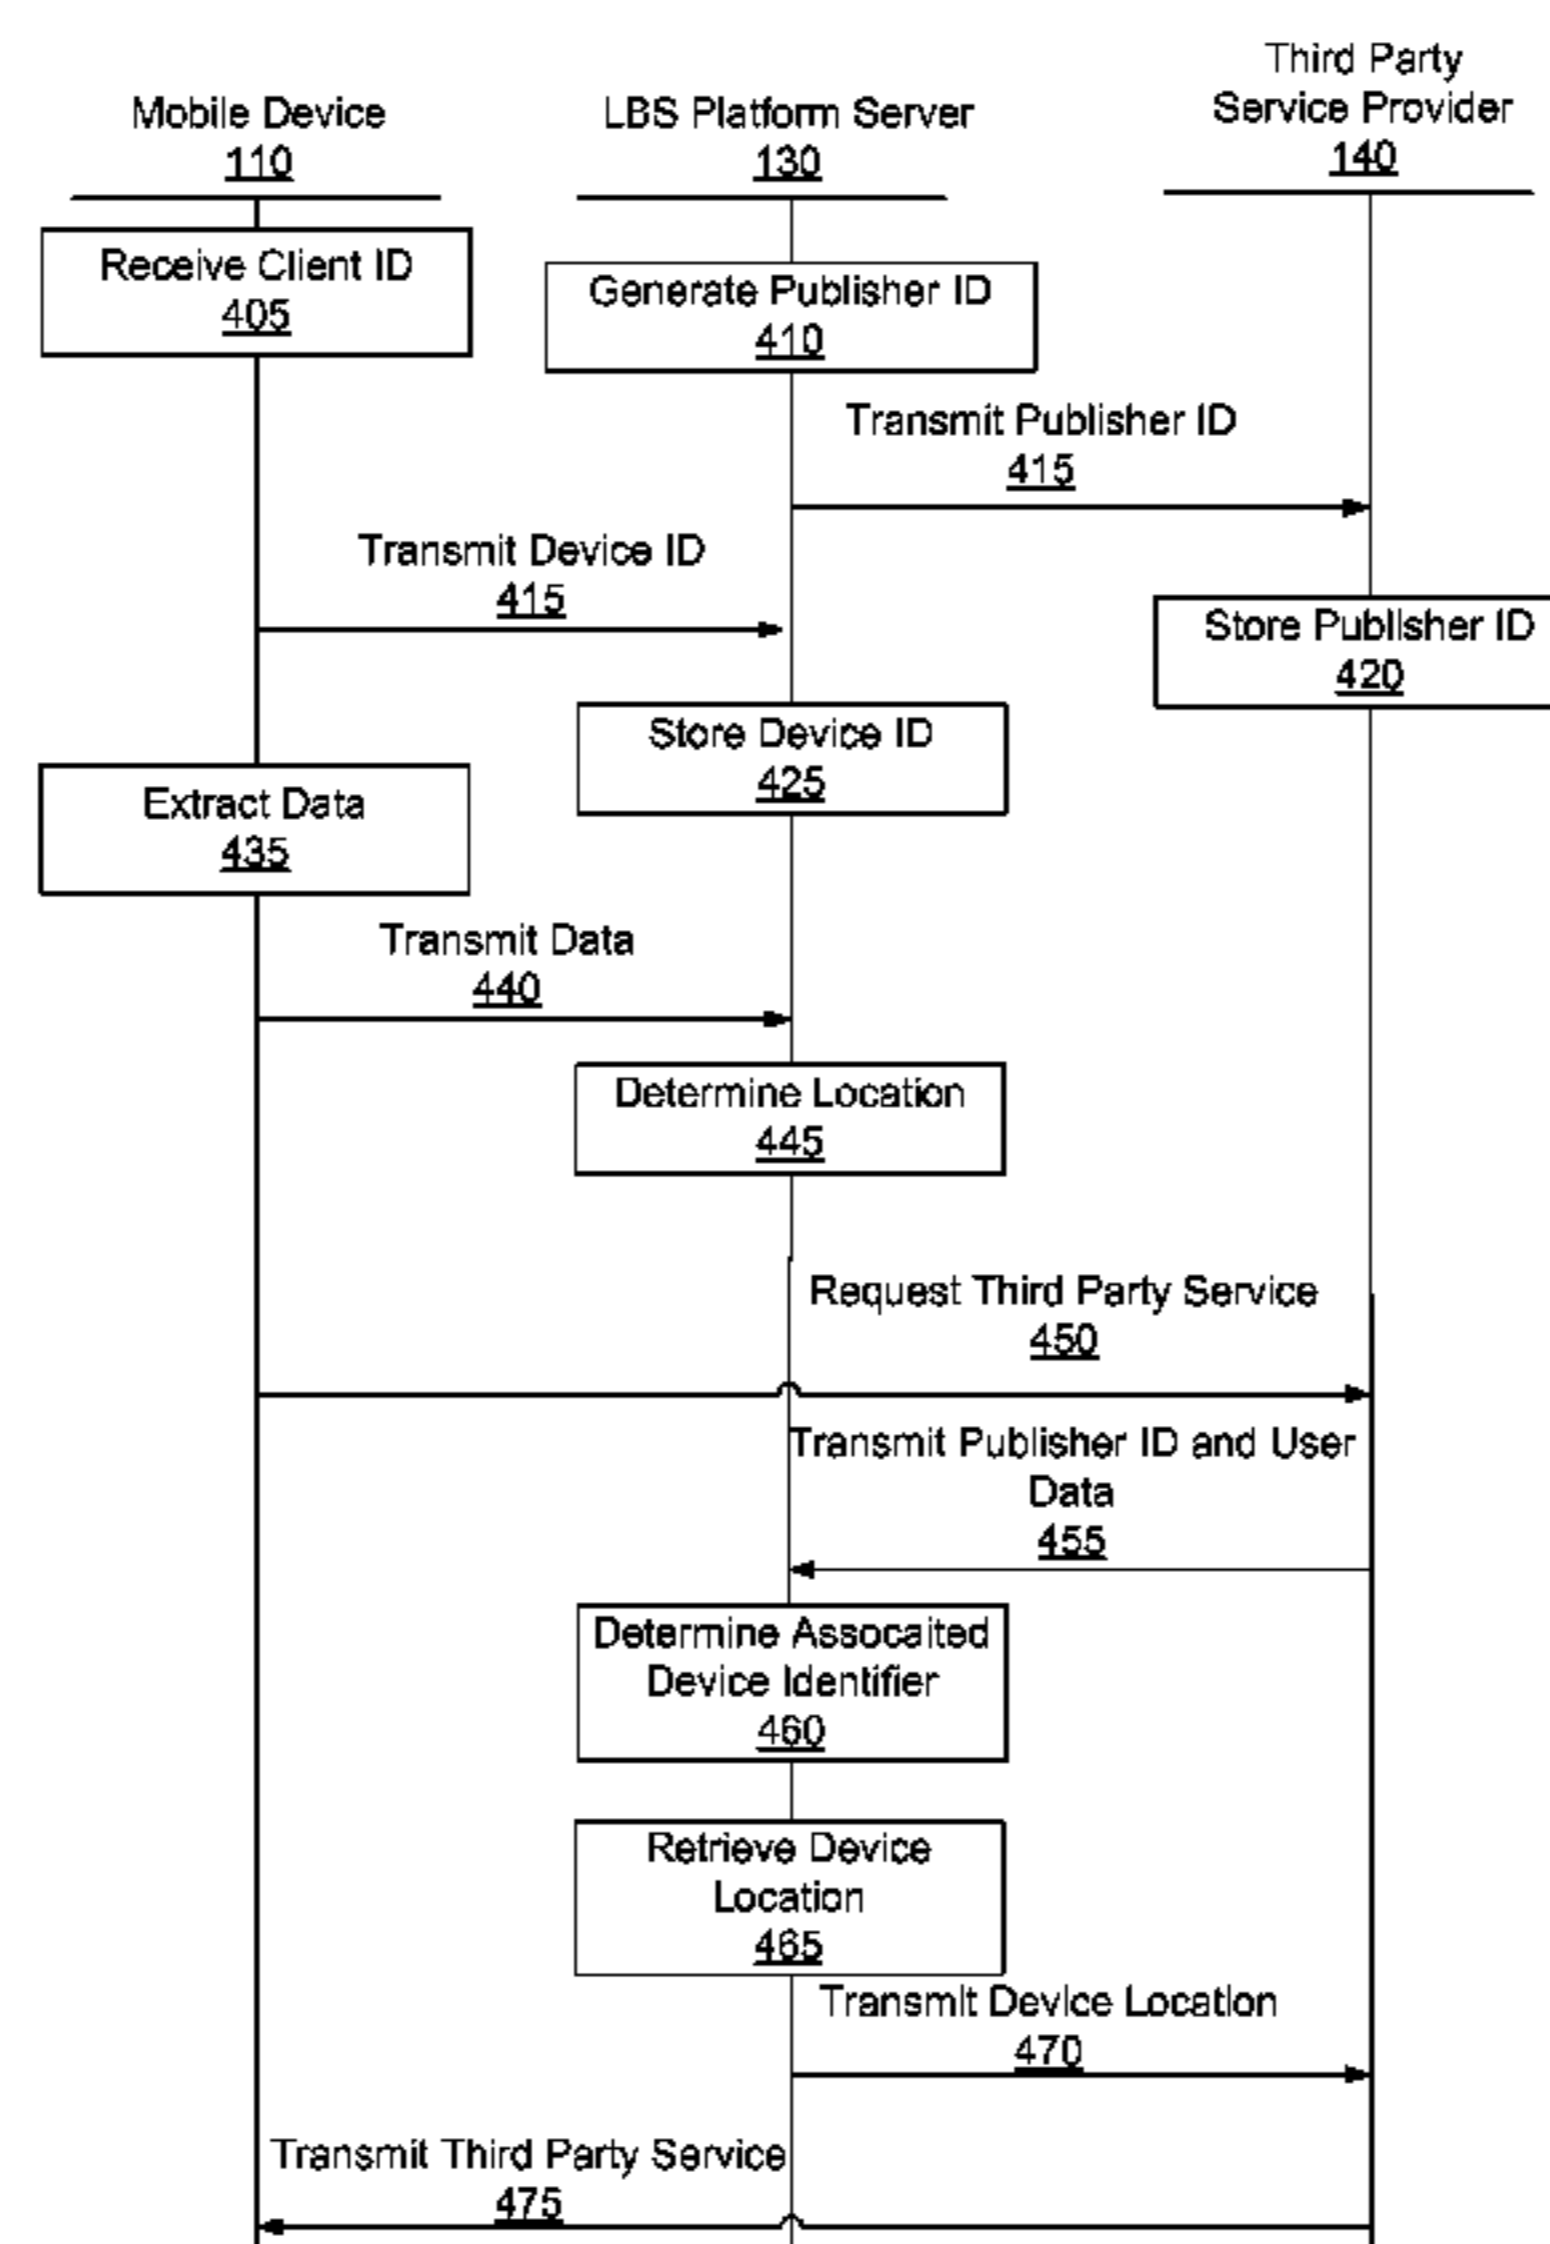 Mobile Device
110
LBS Platform Server
130
Third Party
Service Provider
140
Receive Client ID
405
Generate Publisher ID
410
Transmit Publisher ID
415
Transmit Device ID
415
Store Publisher ID
420
Store Device ID
425
Extract Data
435
Transmit Data
440
Determine Location
445
Request Third Party Service
450
Transmit Publisher ID and User
Data
455
Determine Assocaited
Device Identifier
460
Retrieve Device
Location
465
Transmit Device Location
470
Transmit Third Party Service
475